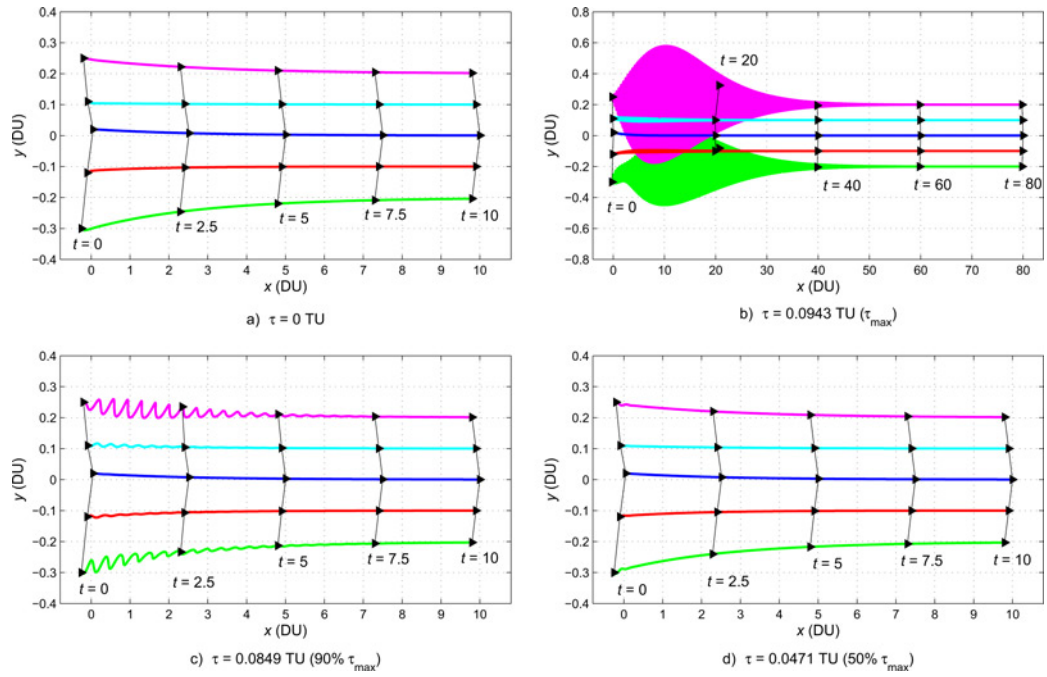 0.4
0.3
0.2
0.1
0
−0.1
−0.2
−0.3
−0.4
y (DU)
t = 0
t = 2.5
t = 5
t = 7.5
t = 10
0 1 2 3 4 5 6 7 8 9 10
x (DU)
a) τ = 0 TU
0.8
0.6
0.4
0.2
0
−0.2
−0.4
−0.6
−0.8
y (DU)
t = 20
t = 0
t = 40
t = 60
t = 80
0 10 20 30 40 50 60 70 80
x (DU)
b) τ = 0.0943 TU (τmax)
0.4
0.3
0.2
0.1
0
−0.1
−0.2
−0.3
−0.4
y (DU)
t = 0
t = 2.5
t = 5
t = 7.5
t = 10
0 1 2 3 4 5 6 7 8 9 10
x (DU)
c) τ = 0.0849 TU (90% τmax)
0.4
0.3
0.2
0.1
0
−0.1
−0.2
−0.3
−0.4
y (DU)
t = 0
t = 2.5
t = 5
t = 7.5
t = 10
0 1 2 3 4 5 6 7 8 9 10
x (DU)
d) τ = 0.0471 TU (50% τmax)